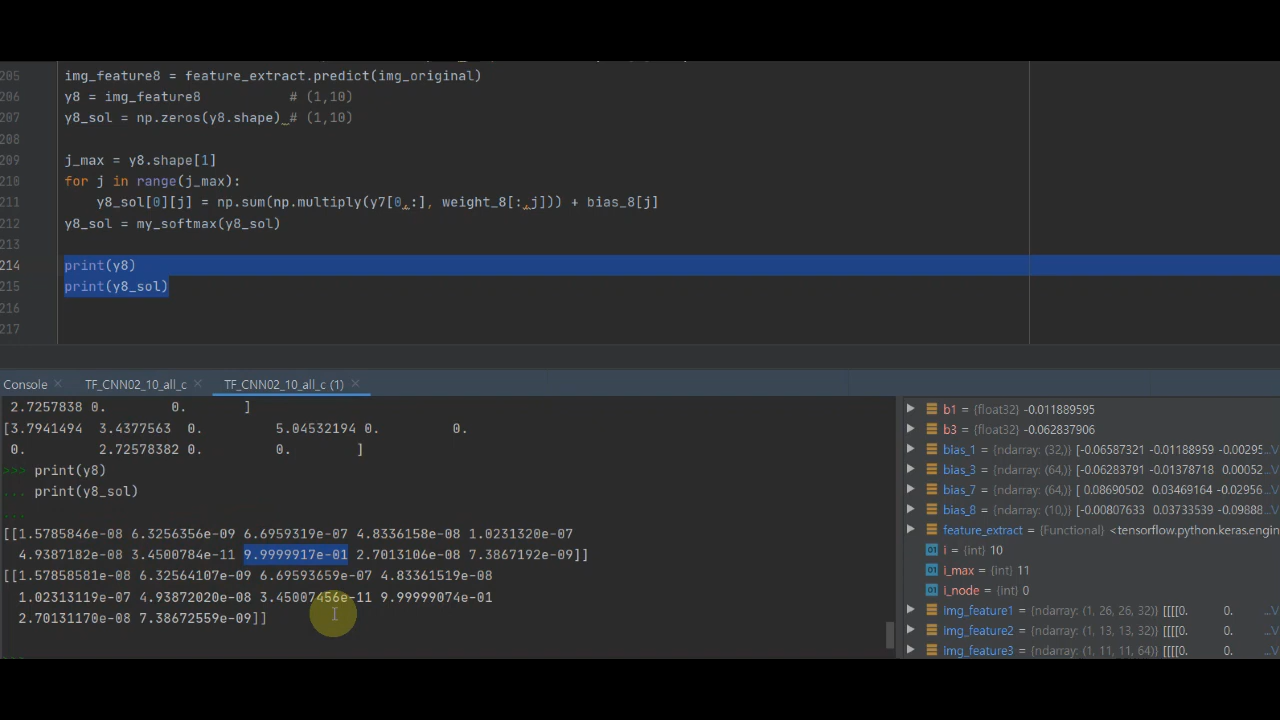 205 img_feature8 = feature_extract.predict(img_original)
206 y8 = img_feature8 # (1,10)
207 y8_sol = np.zeros(y8.shape) # (1,10)
208
209 j_max = y8.shape[1]
210 for j in range(j_max):
211 y8_sol[0][j] = np.sum(np.multiply(y7[0,:], weight_8[:,j])) + bias_8[j]
212 y8_sol = my_softmax(y8_sol)
213
214 print(y8)
215 print(y8_sol)
216
217
Console TF_CNN02_10_all_c TF_CNN02_10_all_c (1)
2.7257838 0. 0. ]
[3.7941494 3.4377563 0. 5.04532194 0. 0.
0. 2.72578382 0. 0. ]
>>> print(y8)
... print(y8_sol)
...
[[1.5785846e-08 6.3256356e-09 6.6959319e-07 4.8336158e-08 1.0231320e-07
4.9387182e-08 3.4500784e-11 9.9999917e-01 2.7013106e-08 7.3867192e-09]]
[[1.57858581e-08 6.32564107e-09 6.69593659e-07 4.83361519e-08
1.02313119e-07 4.93872020e-08 3.45007456e-11 9.99999074e-01
2.70131170e-08 7.38672559e-09]]
b1 = {float32} -0.011889595
b3 = {float32} -0.062837906
bias_1 = {ndarray: (32,)} [-0.06587321 -0.01188959 -0.00295...V
bias_3 = {ndarray: (64,)} [-0.06283791 -0.01378718 0.00052...V
bias_7 = {ndarray: (64,)} [ 0.08690502 0.03469164 -0.02956...V
bias_8 = {ndarray: (10,)} [-0.00807633 0.03733539 -0.09888...V
feature_extract = {Functional} <tensorflow.python.keras.engin
i = {int} 10
i_max = {int} 11
i_node = {int} 0
img_feature1 = {ndarray: (1, 26, 26, 32)} [[[[0. 0. ...V
img_feature2 = {ndarray: (1, 13, 13, 32)} [[[[0. 0. ...V
img_feature3 = {ndarray: (1, 11, 11, 64)} [[[[0. 0. ...V